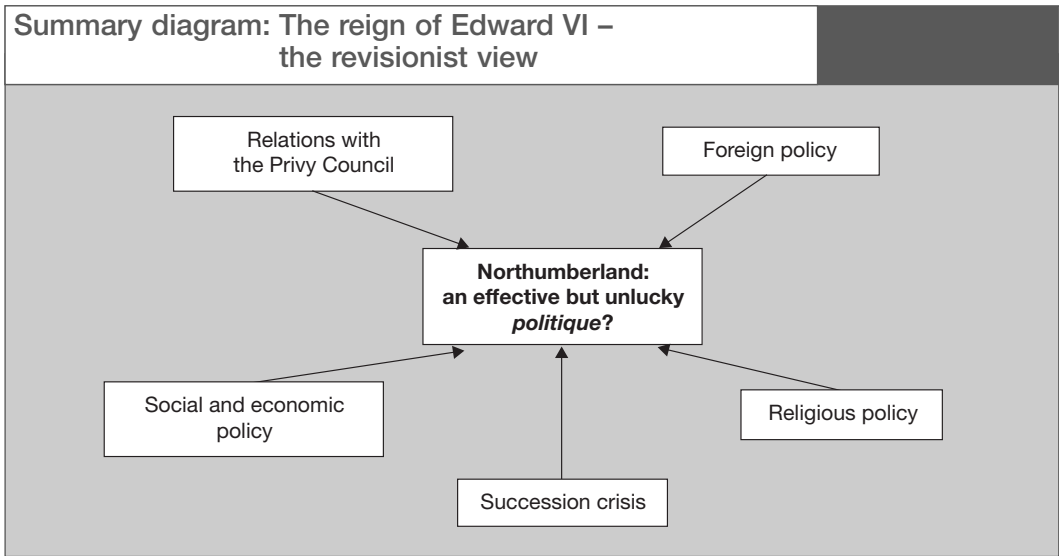 Summary diagram: The reign of Edward VI –
the revisionist view
Relations with
the Privy Council
Foreign policy
Northumberland:
an effective but unlucky
politique?
Social and economic
policy
Religious policy
Succession crisis